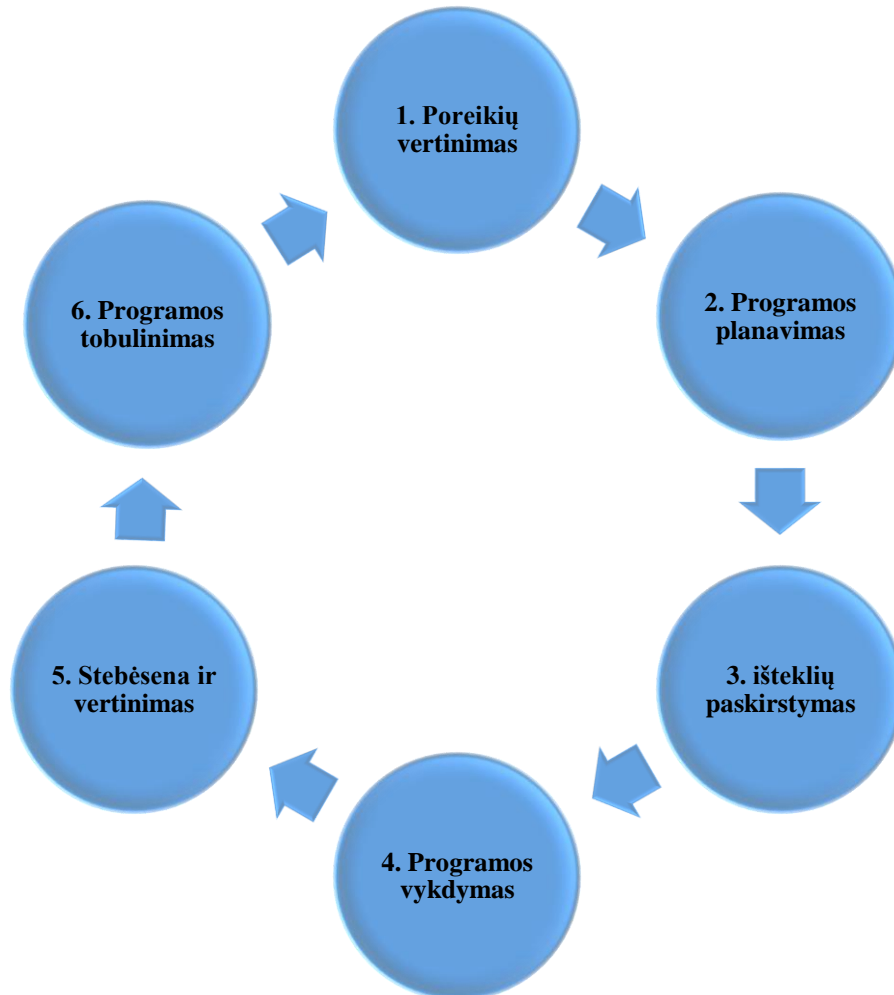 1. Poreikių
vertinimas
2. Programos
planavimas
3. išteklių
paskirstymas
4. Programos
vykdymas
5. Stebėsena ir
vertinimas
6. Programos
tobulinimas